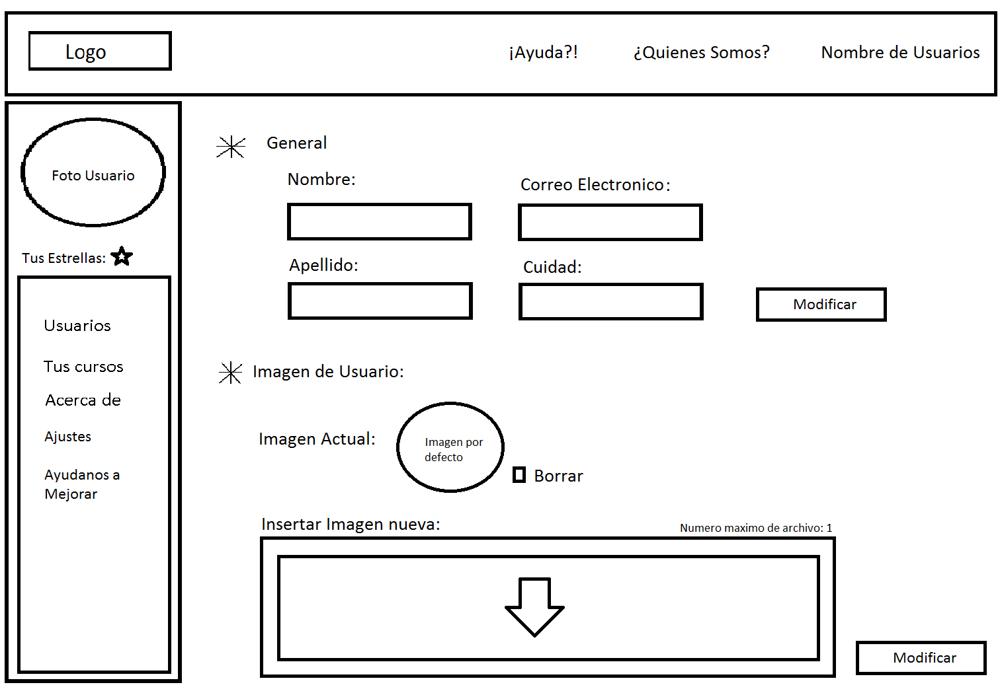 Logo
¡Ayuda?!
¿Quienes Somos?
Nombre de Usuarios
Foto Usuario
Tus Estrellas:
Usuarios
Tus cursos
Acerca de
Ajustes
Ayudanos a
Mejorar
General
Nombre:
Correo Electronico:
Apellido:
Cuidad:
Modificar
Imagen de Usuario:
Imagen Actual:
Imagen por
defecto
Borrar
Insertar Imagen nueva:
Numero maximo de archivo: 1
Modificar